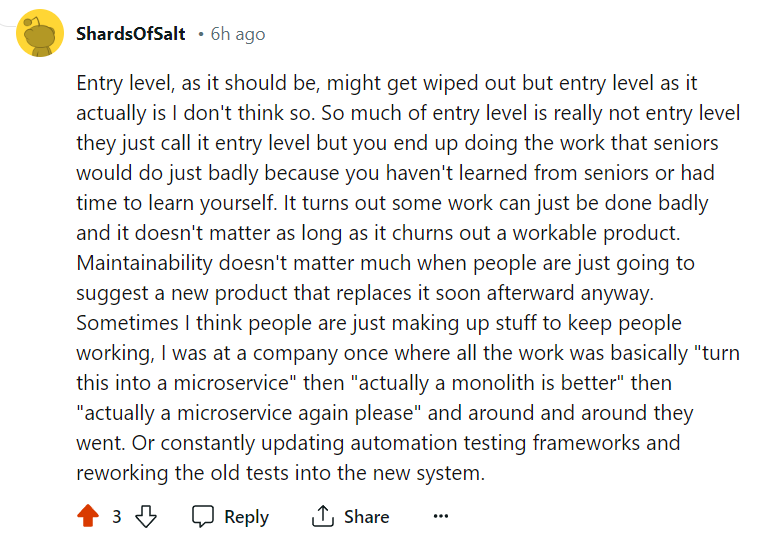 ShardsOfSalt • 6h ago
Entry level, as it should be, might get wiped out but entry level as it
actually is I don't think so. So much of entry level is really not entry level
they just call it entry level but you end up doing the work that seniors
would do just badly because you haven't learned from seniors or had
time to learn yourself. It turns out some work can just be done badly
and it doesn't matter as long as it churns out a workable product.
Maintainability doesn't matter much when people are just going to
suggest a new product that replaces it soon afterward anyway.
Sometimes I think people are just making up stuff to keep people
working, I was at a company once where all the work was basically "turn
this into a microservice" then "actually a monolith is better" then
"actually a microservice again please" and around and around they
went. Or constantly updating automation testing frameworks and
reworking the old tests into the new system.
3 Reply Share ...